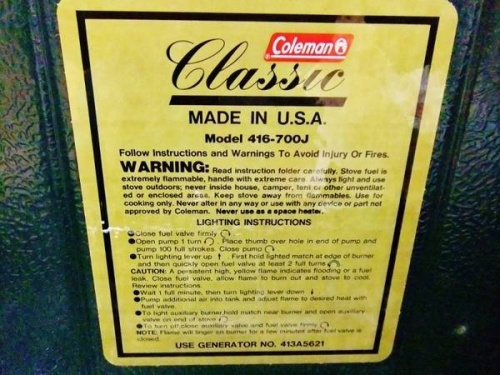 Coleman
Classic
MADE IN U.S.A.
Model 416-700J
Follow Instructions and Warnings To Avoid Injury Or Fires.
WARNING: Read instruction folder carefully. Stove fuel is
extremely flammable, handle with extreme care. Always light and use
stove outdoors; never inside house, camper, tent or other unventilat-
ed or enclosed areas. Keep stove away from flammables. Use for
cooking only. Never alter in any way or use with any device or part not
approved by Coleman. Never use as a space heater.
LIGHTING INSTRUCTIONS
●Close fuel valve firmly
●Open pump 1 turn . Place thumb over hole in end of pump and
pump 100 full strokes. Close pump .
●Turn lighting lever up ↑ . First hold lighted match at edge of burner
and then quickly open fuel valve at least 2 full turns
CAUTION: A persistent high, yellow flame indicates flooding or a fuel
leak. Close fuel valve, allow flame to burn out and stove to cool.
Review instructions.
●Wait 1 full minute, then turn lighting lever down ↓ .
●Pump additional air into tank and adjust flame to desired heat with
fuel valve.
●To light auxiliary burner, hold match near burner and open auxiliary
valve on end of stove
●To turn off close auxiliary valve and fuel valve firmly .
NOTE: Flame will linger on burner for a few minutes after fuel valve is
closed.
USE GENERATOR NO. 413A5621